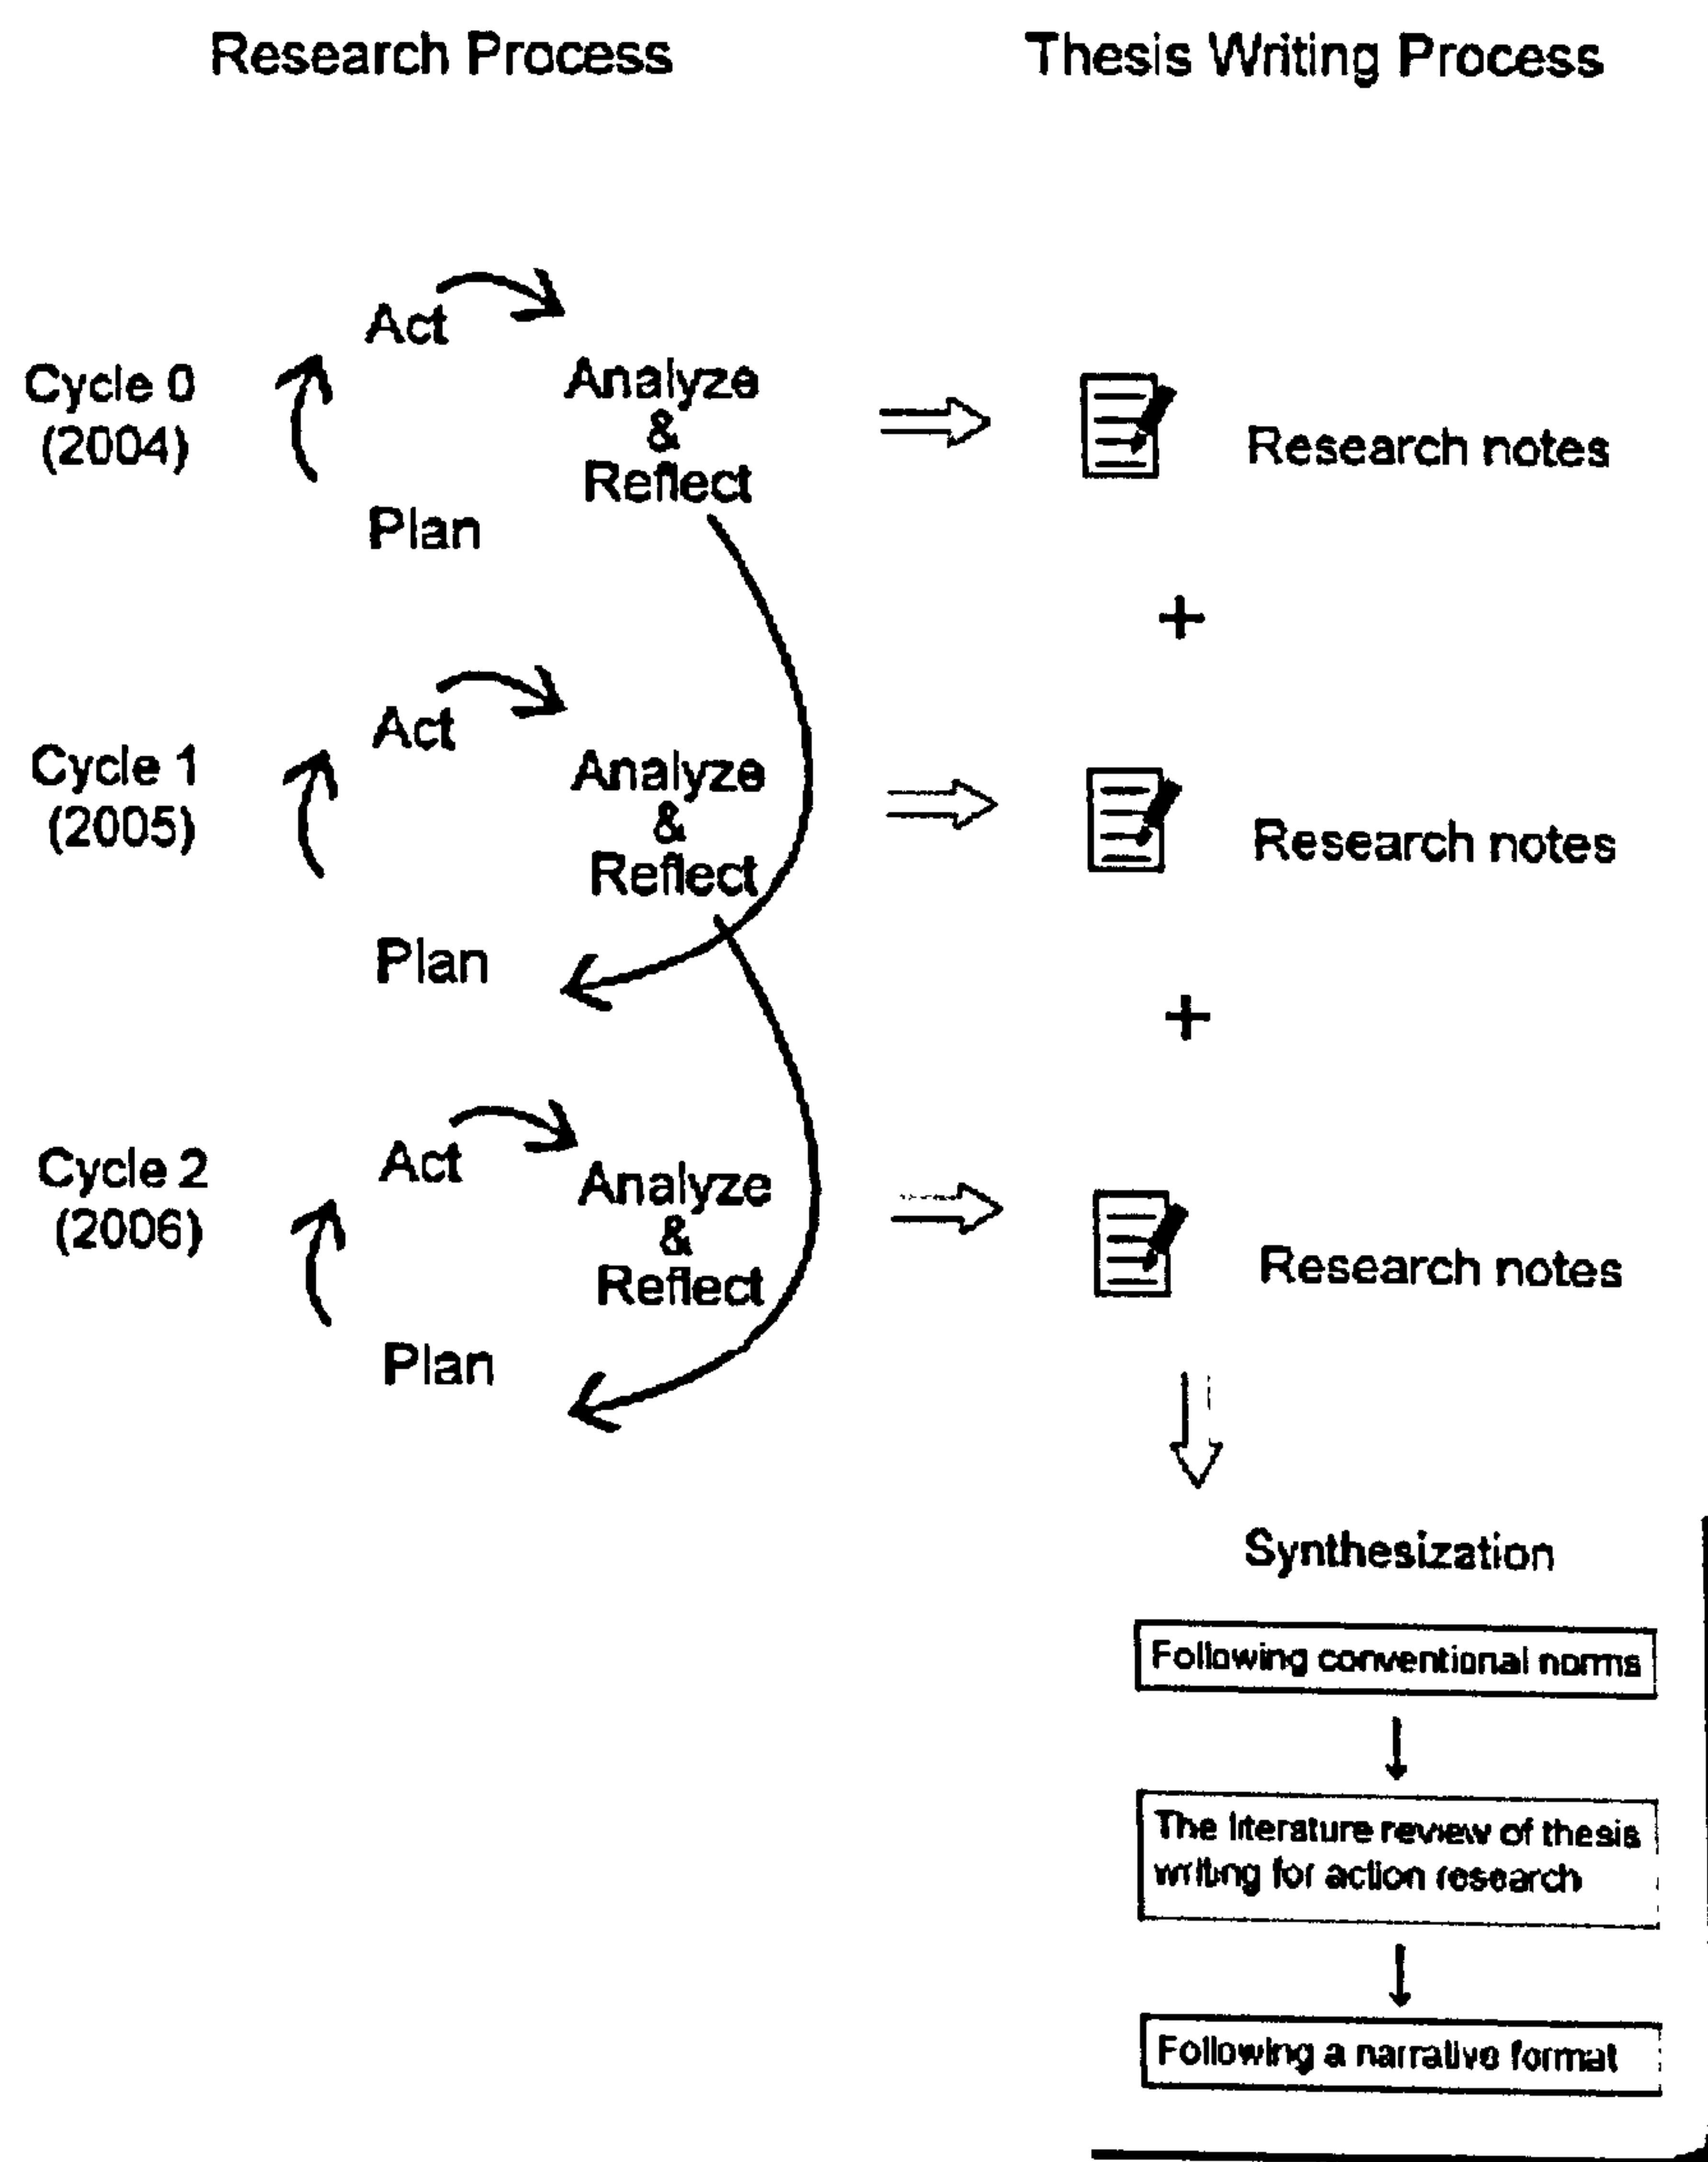 Research Process
Thesis Writing Process
Cycle 0
(2004)
Act
Analyze
&
Reflect
Plan
Research notes
+
Cycle 1
(2005)
Act
Analyze
&
Reflect
Plan
Research notes
+
Cycle 2
(2006)
Act
Analyze
&
Reflect
Plan
Research notes
Synthesization
Following conventional norms
The literature review of thesis
writing for action research
Following a narrative format